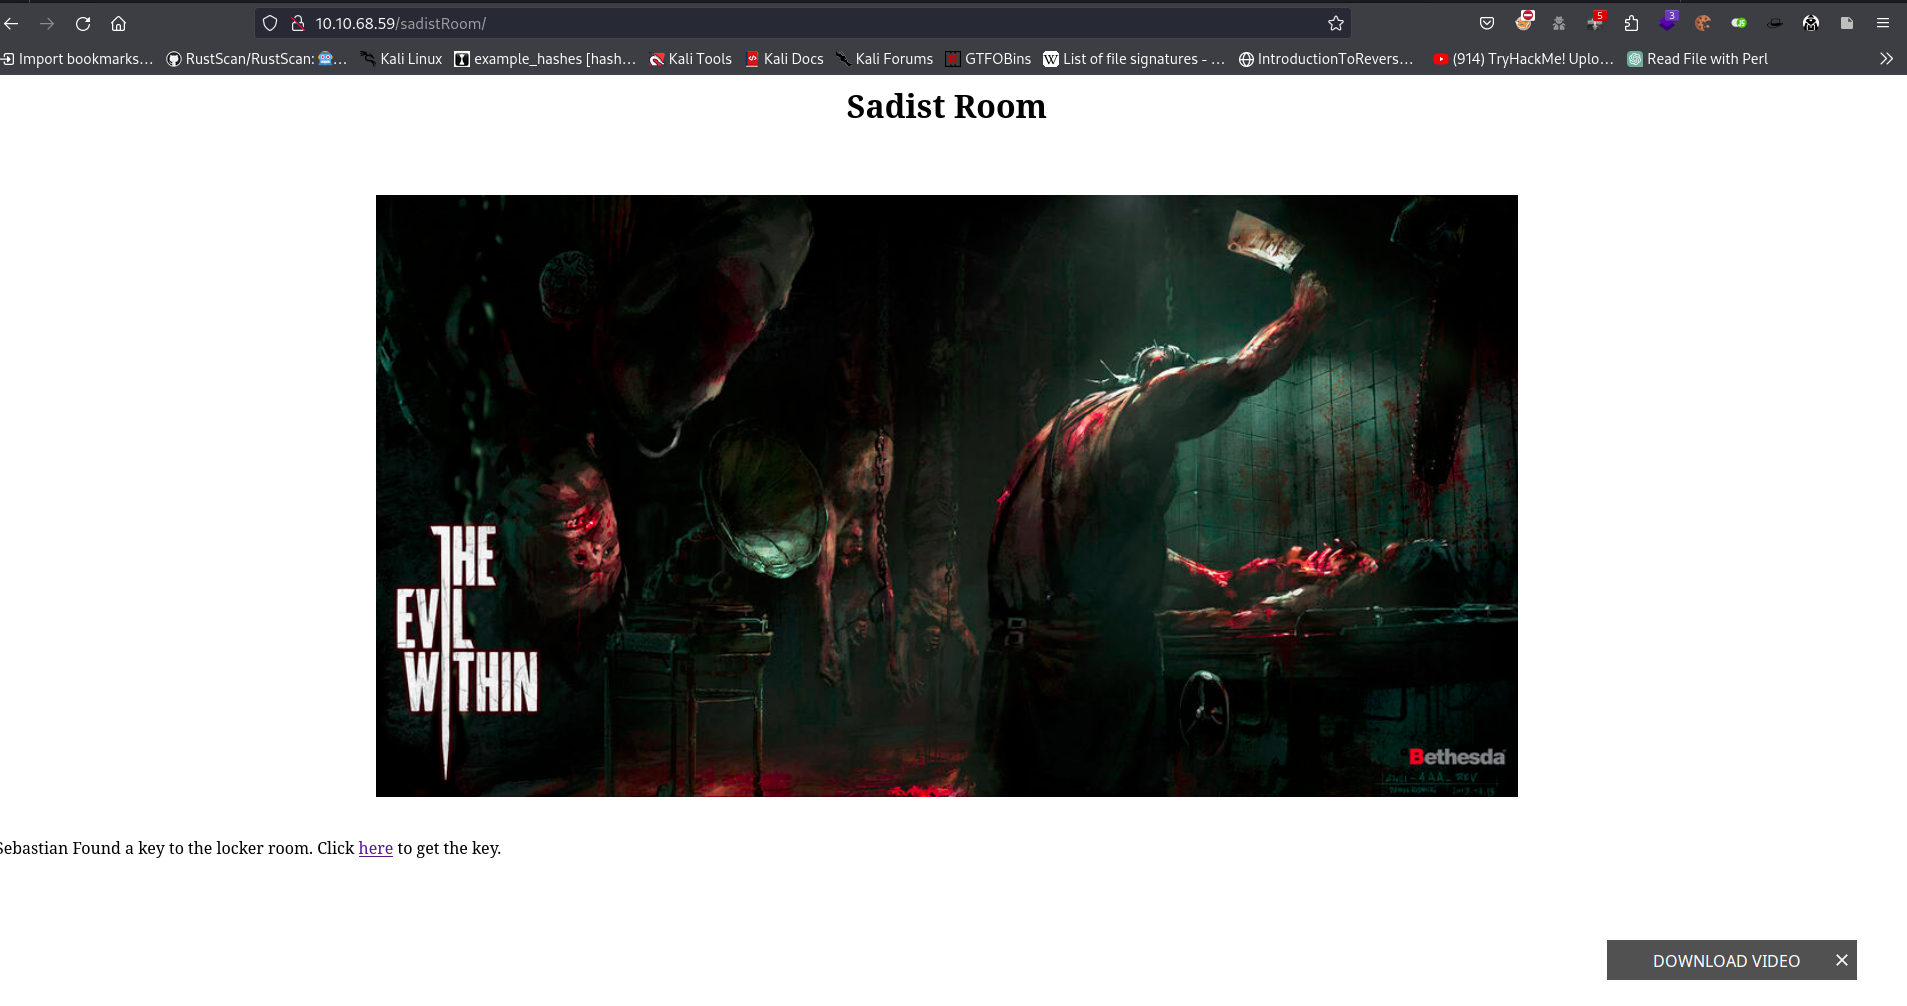 10.10.68.59/sadistRoom/
5
3
Import bookmarks...
RustScan/RustScan: ...
Kali Linux
example_hashes [hash...
Kali Tools
Kali Docs
Kali Forums
GTFOBins
List of file signatures - ...
IntroductionToRevers...
(914) TryHackMe! Uplo...
Read File with Perl
Sadist Room
THE
EVIL
WITHIN
Bethesda
Sebastian Found a key to the locker room. Click here to get the key.
DOWNLOAD VIDEO